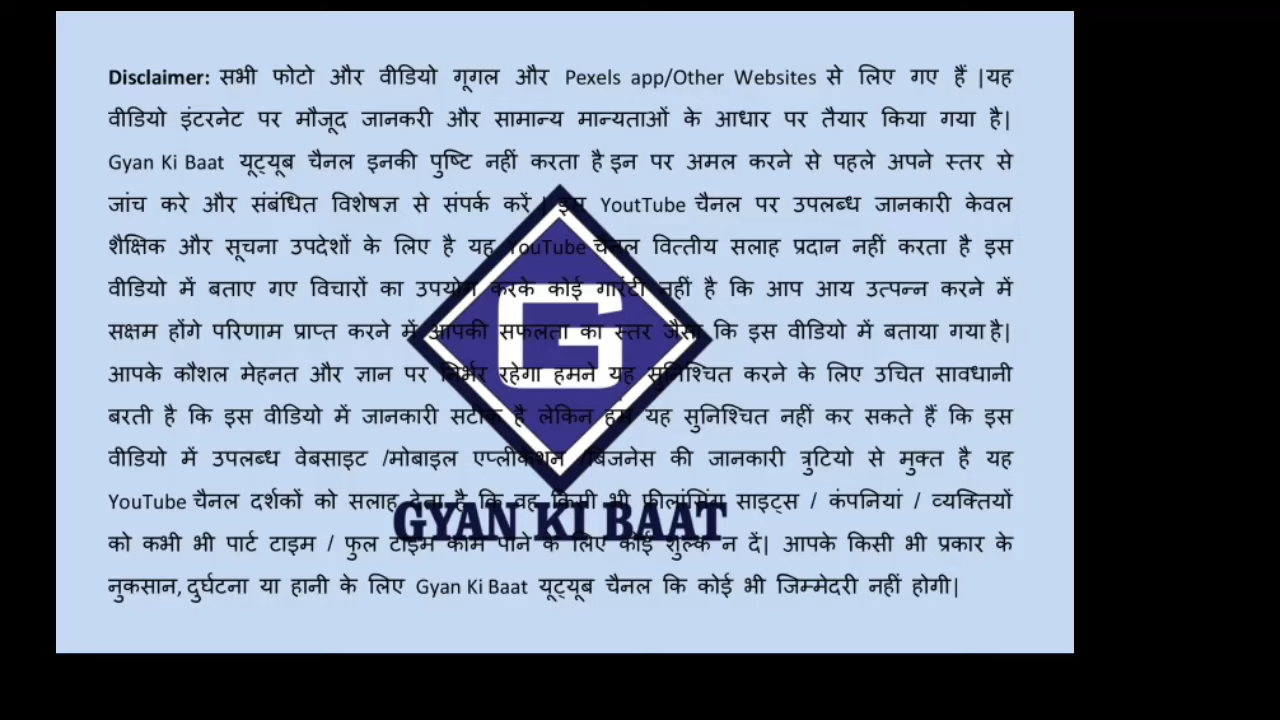 Disclaimer: सभी फोटो और वीडियो गूगल और Pexels app/Other Websites से लिए गए हैं |यह
वीडियो इंटरनेट पर मौजूद जानकरी और सामान्य मान्यताओं के आधार पर तैयार किया गया है|
Gyan Ki Baat यूट्यूब चैनल इनकी पुष्टि नहीं करता है इन पर अमल करने से पहले अपने स्तर से
जांच करे और संबंधित विशेषज्ञ से संपर्क करें | इस YoutTube चैनल पर उपलब्ध जानकारी केवल
शैक्षिक और सूचना उपदेशों के लिए है यह YouTube चैनल वित्तीय सलाह प्रदान नहीं करता है इस
वीडियो में बताए गए विचारों का उपयोग करके कोई गारंटी नहीं है कि आप आय उत्पन्न करने में
सक्षम होंगे परिणाम प्राप्त करने में आपकी सफलता का स्तर जैसा कि इस वीडियो में बताया गया है|
आपके कौशल मेहनत और ज्ञान पर निर्भर रहेगा हमने यह सुनिश्चित करने के लिए उचित सावधानी
बरती है कि इस वीडियो में जानकारी सटीक है लेकिन हम यह सुनिश्चित नहीं कर सकते हैं कि इस
वीडियो में उपलब्ध वेबसाइट /मोबाइल एप्लीकेशन /बिजनेस की जानकारी त्रुटियो से मुक्त है यह
YouTube चैनल दर्शकों को सलाह देता है कि वह किसी भी फ्रीलांसिंग साइट्स / कंपनियां / व्यक्तियों
को कभी भी पार्ट टाइम / फुल टाइम काम पाने के लिए कोई शुल्क न दें| आपके किसी भी प्रकार के
नुकसान, दुर्घटना या हानी के लिए Gyan Ki Baat यूट्यूब चैनल कि कोई भी जिम्मेदरी नहीं होगी|
G
GYAN KI BAAT